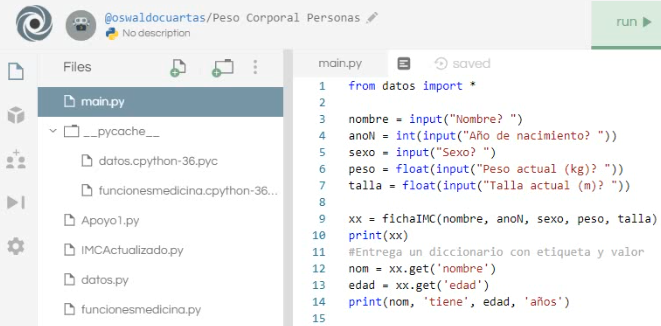 @oswaldocuartas/Peso Corporal Personas
No description
run
Files
main.py
__pycache__
datos.cpython-36.pyc
funcionesmedicina.cpython-36...
Apoyo1.py
IMCActualizado.py
datos.py
funcionesmedicina.py
main.py
saved
1 from datos import *
2
3 nombre = input("Nombre? ")
4 anoN = int(input("Año de nacimiento? "))
5 sexo = input("Sexo? ")
6 peso = float(input("Peso actual (kg)? "))
7 talla = float(input("Talla actual (m)? "))
8
9 xx = fichaIMC(nombre, anoN, sexo, peso, talla)
10 print(xx)
11 #Entrega un diccionario con etiqueta y valor
12 nom = xx.get('nombre')
13 edad = xx.get('edad')
14 print(nom, 'tiene', edad, 'años')
15